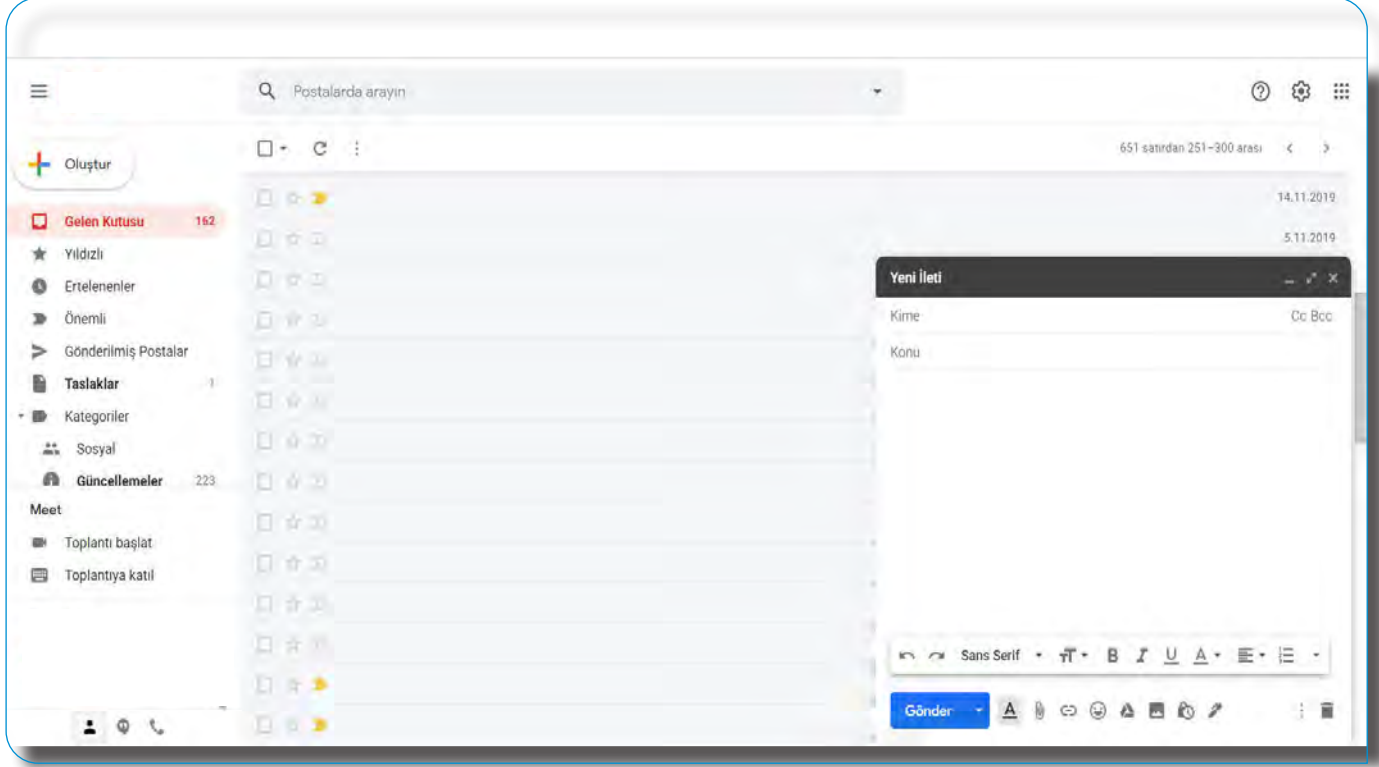 Postalarda arayın
Oluştur
651 satırdan 251–300 arası
Gelen Kutusu 162
14.11.2019
Yıldızlı
5.11.2019
Ertelenenler
Önemli
Gönderilmiş Postalar
Taslaklar 1
Kategoriler
Sosyal
Güncellemeler 223
Meet
Toplantı başlat
Toplantıya katıl
Yeni İleti
Kime Cc Bcc
Konu
Sans Serif
Gönder